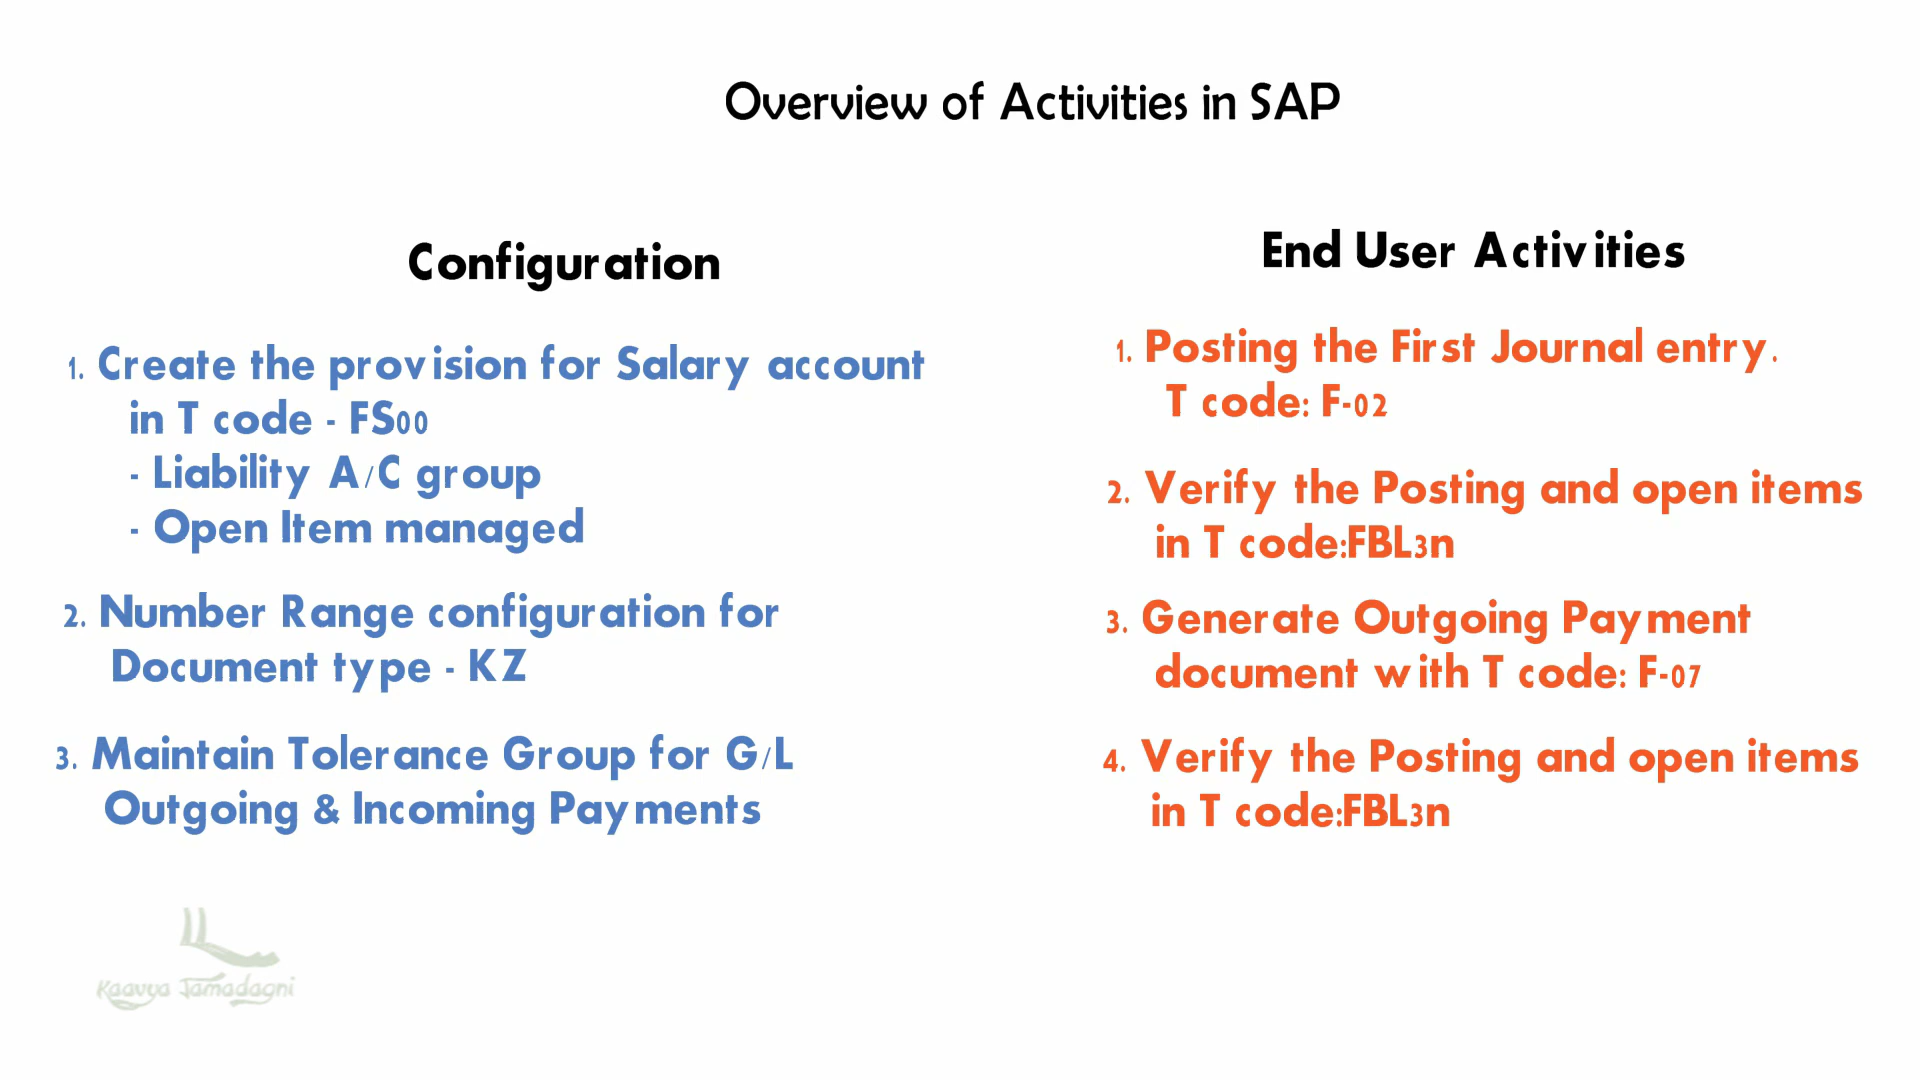 Overview of Activities in SAP
Configuration
1. Create the provision for Salary account
in T code - FS00
- Liability A/C group
- Open Item managed
2. Number Range configuration for
Document type - KZ
3. Maintain Tolerance Group for G/L
Outgoing & Incoming Payments
End User Activities
1. Posting the First Journal entry.
T code: F-02
2. Verify the Posting and open items
in T code:FBL3n
3. Generate Outgoing Payment
document with T code: F-07
4. Verify the Posting and open items
in T code:FBL3n
Kaavya Jamadagni